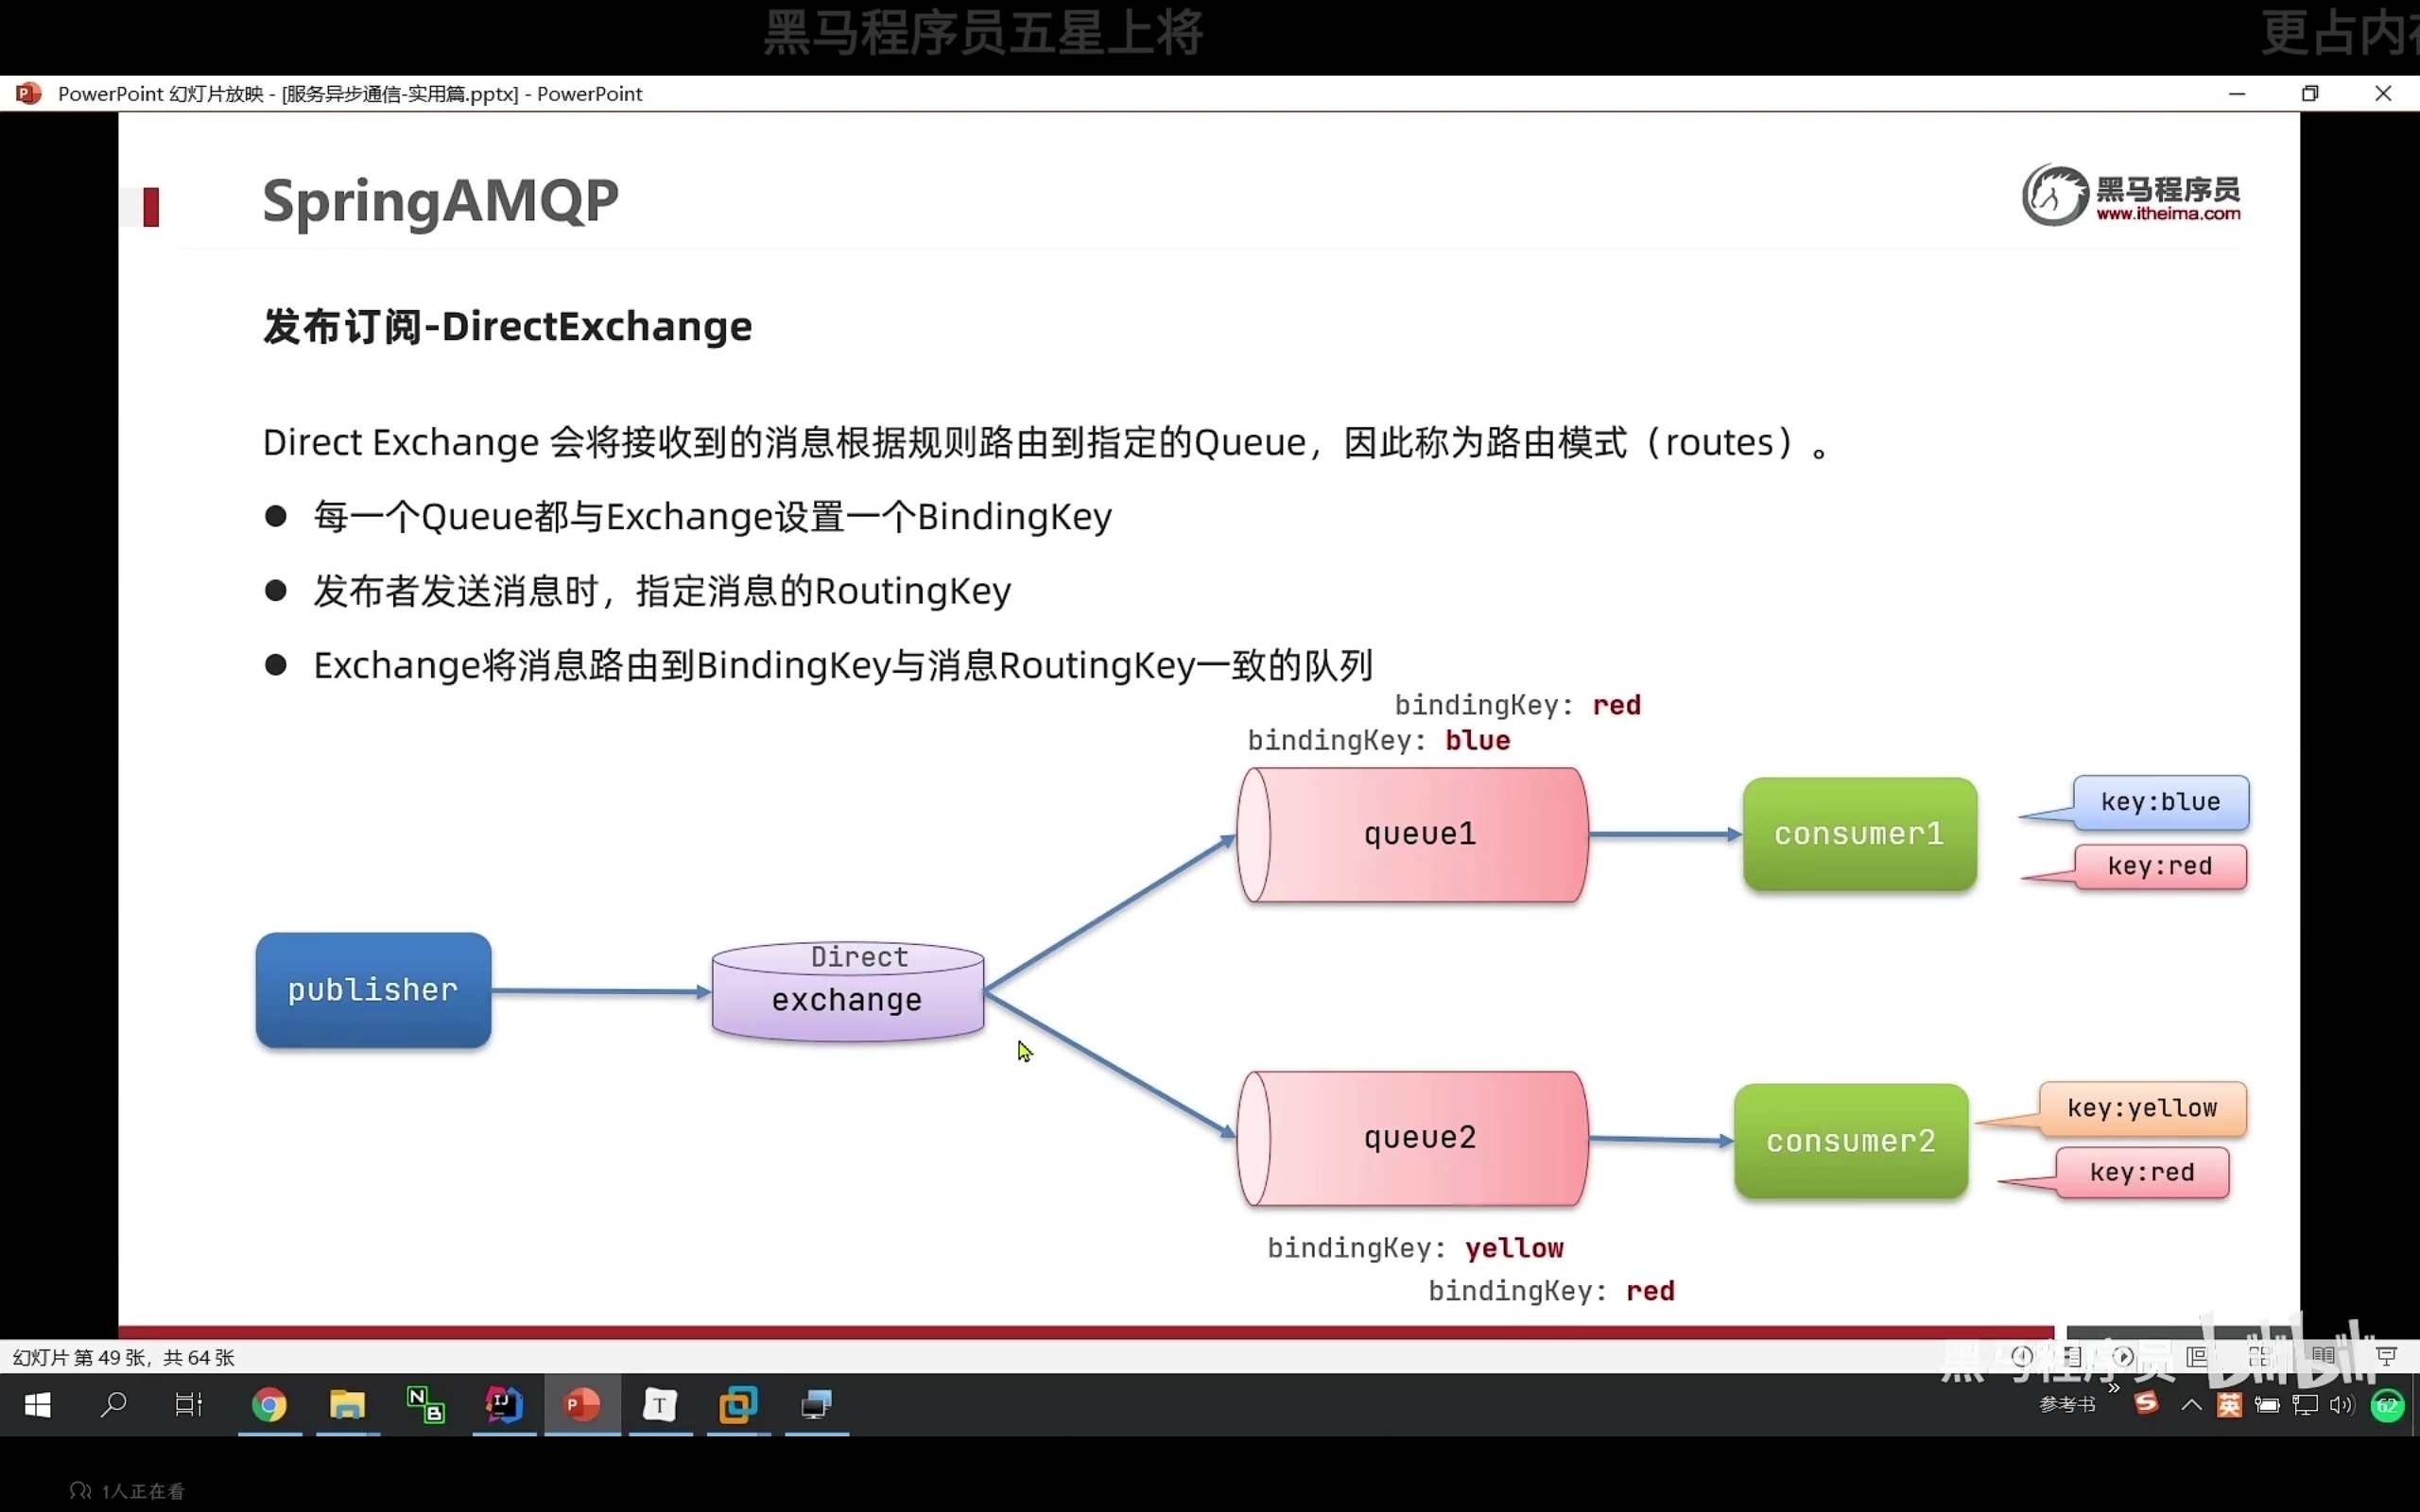 黑马程序员五星上将
更占内存
PowerPoint 幻灯片放映 - [服务异步通信-实用篇.pptx] - PowerPoint
SpringAMQP
黑马程序员
www.itheima.com
发布订阅-DirectExchange
Direct Exchange 会将接收到的消息根据规则路由到指定的Queue，因此称为路由模式（routes）。
● 每一个Queue都与Exchange设置一个BindingKey
● 发布者发送消息时，指定消息的RoutingKey
● Exchange将消息路由到BindingKey与消息RoutingKey一致的队列
bindingKey: red
bindingKey: blue
queue1
consumer1
key:blue
key:red
publisher
Direct
exchange
queue2
consumer2
key:yellow
key:red
bindingKey: yellow
bindingKey: red
幻灯片 第 49 张，共 64 张
黑马程序员
bilibili
参考书
英
62
1人正在看